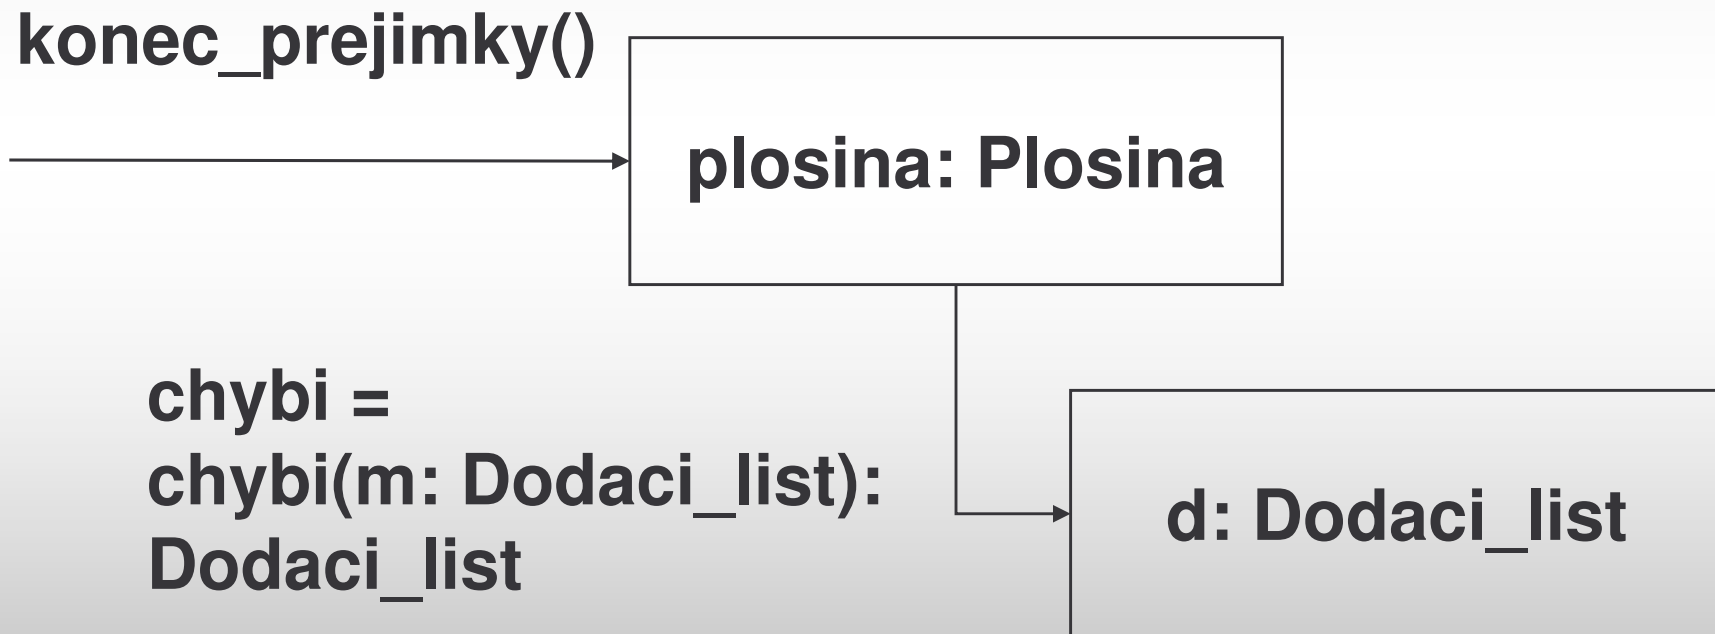 konec_prejimky()
plosina: Plosina
chybi =
chybi(m: Dodaci_list):
Dodaci_list
d: Dodaci_list